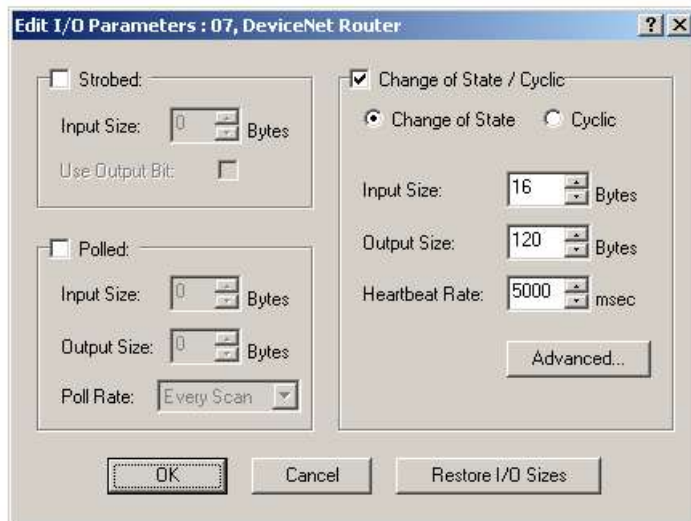 Edit I/O Parameters : 07, DeviceNet Router
Strobed:
Input Size: 0 Bytes
Use Output Bit:
Polled:
Input Size: 0 Bytes
Output Size: 0 Bytes
Poll Rate: Every Scan
Change of State / Cyclic
Change of State Cyclic
Input Size: 16 Bytes
Output Size: 120 Bytes
Heartbeat Rate: 5000 msec
Advanced...
OK Cancel Restore I/O Sizes